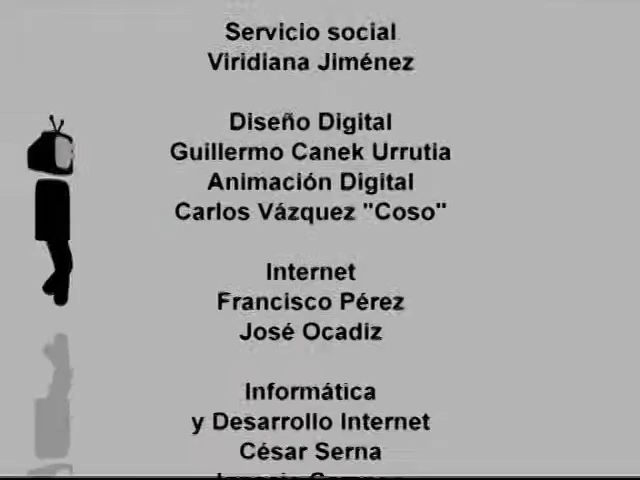 Servicio social
Viridiana Jiménez
Diseño Digital
Guillermo Canek Urrutia
Animación Digital
Carlos Vázquez "Coso"
Internet
Francisco Pérez
José Ocadiz
Informática
y Desarrollo Internet
César Serna